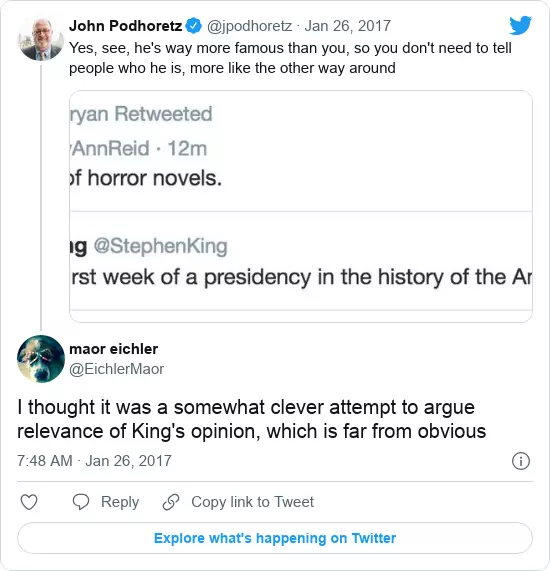 John Podhoretz @jpodhoretz · Jan 26, 2017
Yes, see, he's way more famous than you, so you don't need to tell
people who he is, more like the other way around
ryan Retweeted
AnnReid · 12m
of horror novels.
ng @StephenKing
rst week of a presidency in the history of the Ar
maor eichler
@EichlerMaor
I thought it was a somewhat clever attempt to argue
relevance of King's opinion, which is far from obvious
7:48 AM · Jan 26, 2017
Reply Copy link to Tweet
Explore what's happening on Twitter